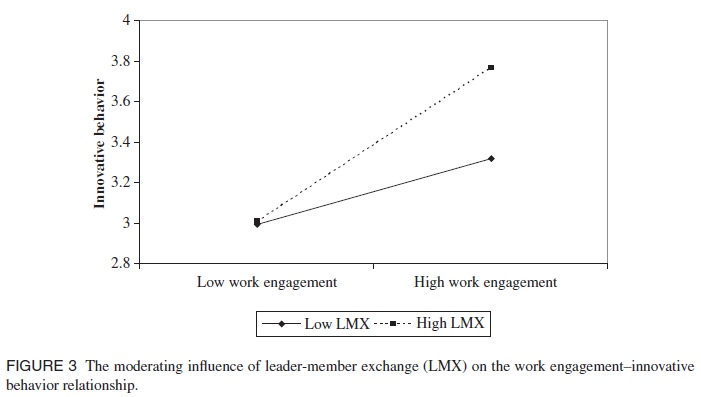 4
3.8
3.6
3.4
3.2
3
2.8
Innovative behavior
Low work engagement High work engagement
Low LMX High LMX
FIGURE 3 The moderating influence of leader-member exchange (LMX) on the work engagement–innovative
behavior relationship.